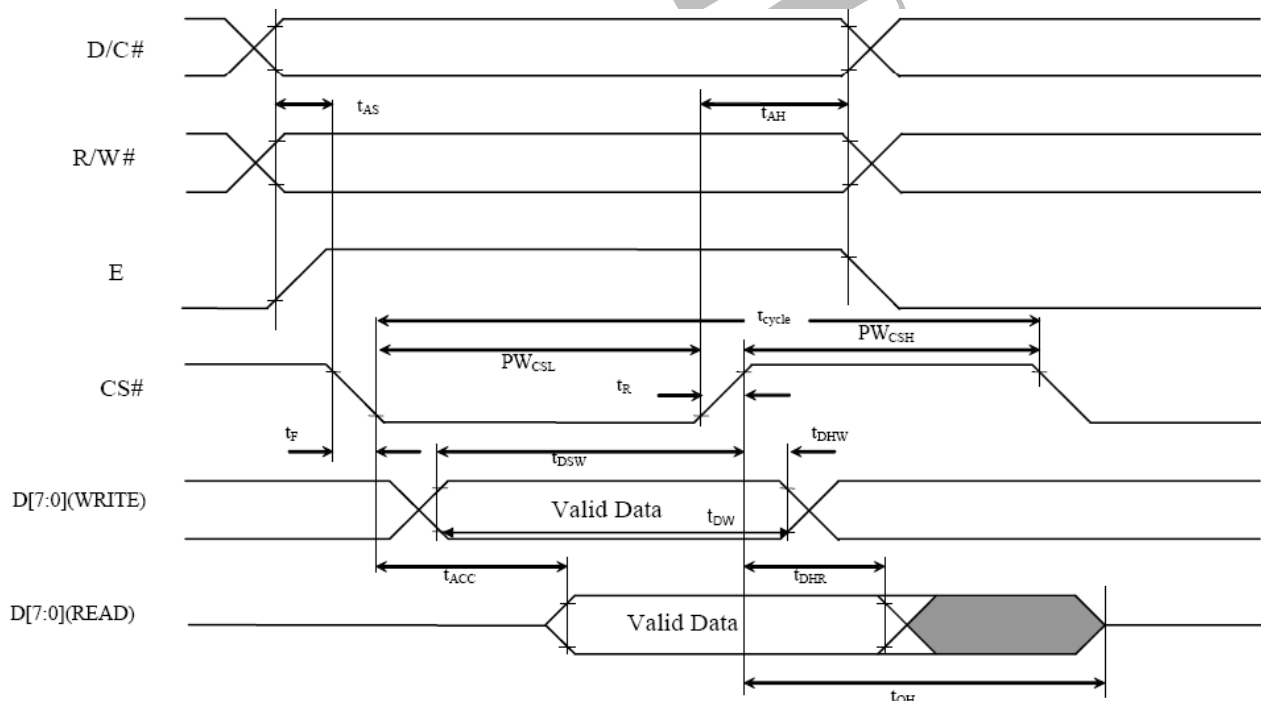 D/C#
tAS
tAH
R/W#
E
tcycle
PWCSH
PWCSL
CS#
tR
tF
tDSW
tDHW
D[7:0](WRITE)
Valid Data
tDW
tACC
tDHR
D[7:0](READ)
Valid Data
tOH